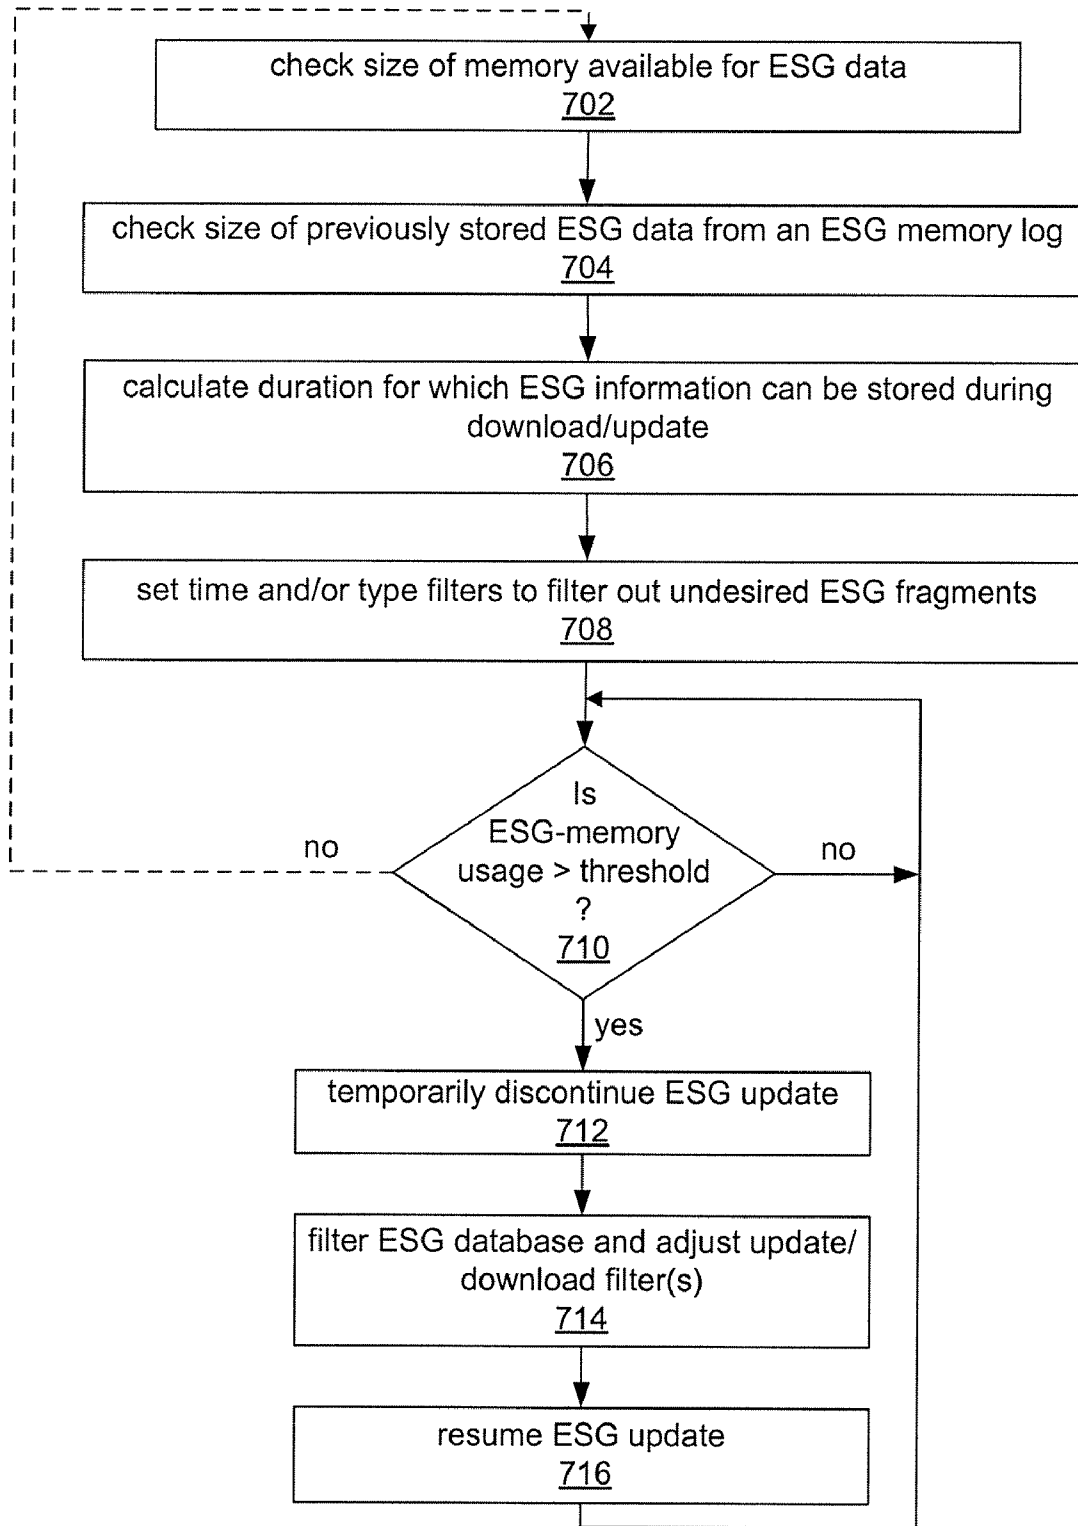 check size of memory available for ESG data
702
check size of previously stored ESG data from an ESG memory log
704
calculate duration for which ESG information can be stored during
download/update
706
set time and/or type filters to filter out undesired ESG fragments
708
Is
ESG-memory
usage > threshold
?
710
no
no
yes
temporarily discontinue ESG update
712
filter ESG database and adjust update/
download filter(s)
714
resume ESG update
716